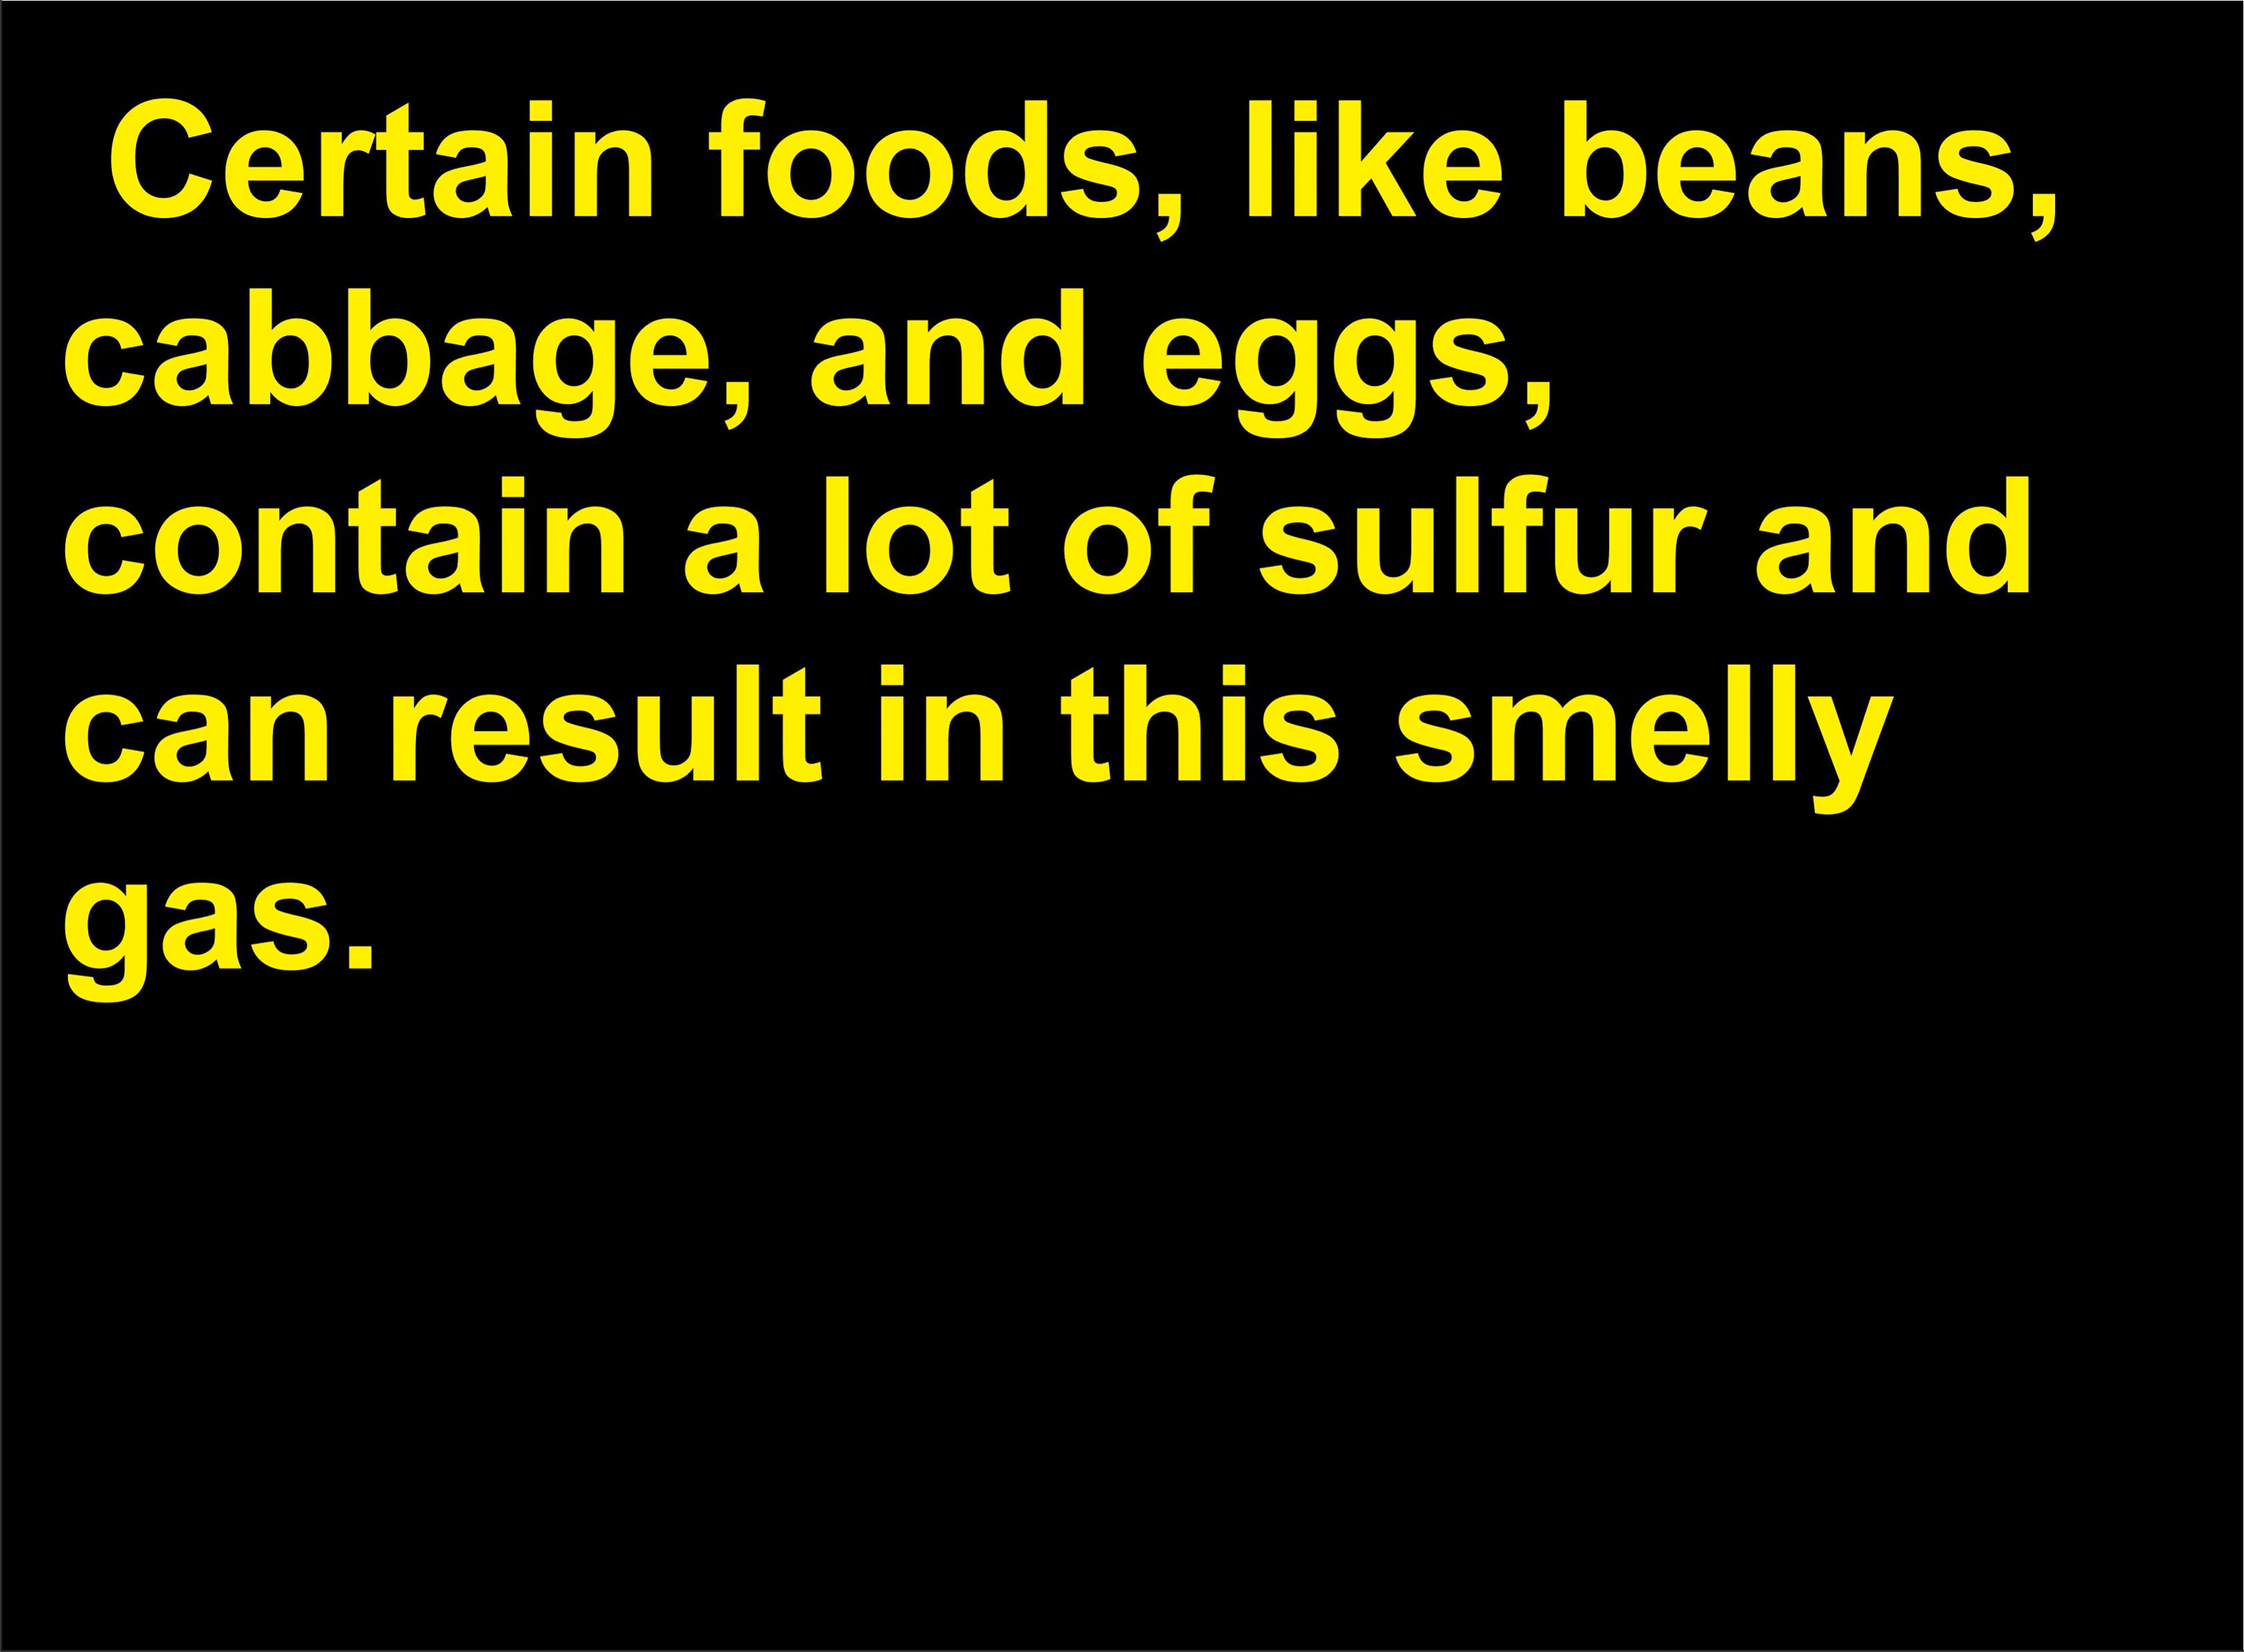 Certain foods, like beans,
cabbage, and eggs,
contain a lot of sulfur and
can result in this smelly
gas.